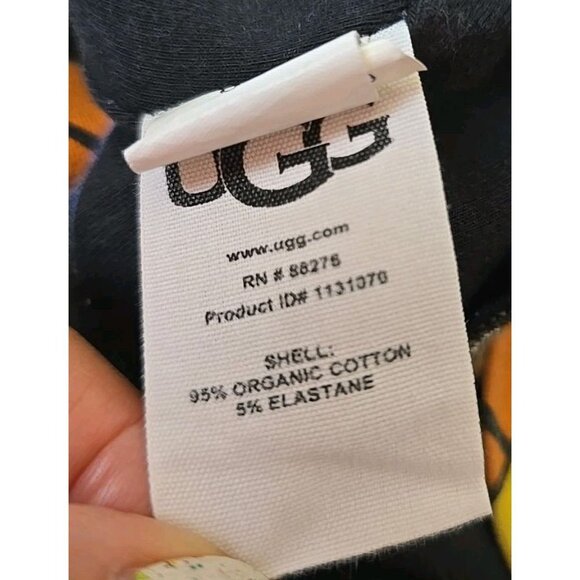 UGG
www.ugg.com
RN # 88276
Product ID# 1131070
SHELL:
95% ORGANIC COTTON
5% ELASTANE